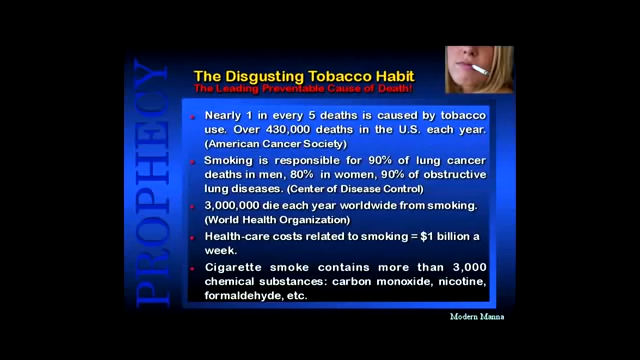 The Disgusting Tobacco Habit
The Leading Preventable Cause of Death!
PROPHECY
Nearly 1 in every 5 deaths is caused by tobacco
use. Over 430,000 deaths in the U.S. each year.
(American Cancer Society)
Smoking is responsible for 90% of lung cancer
deaths in men, 80% in women, 90% of obstructive
lung diseases. (Center of Disease Control)
3,000,000 die each year worldwide from smoking.
(World Health Organization)
Health-care costs related to smoking = $1 billion a
week.
Cigarette smoke contains more than 3,000
chemical substances: carbon monoxide, nicotine,
formaldehyde, etc.
Modern Manna